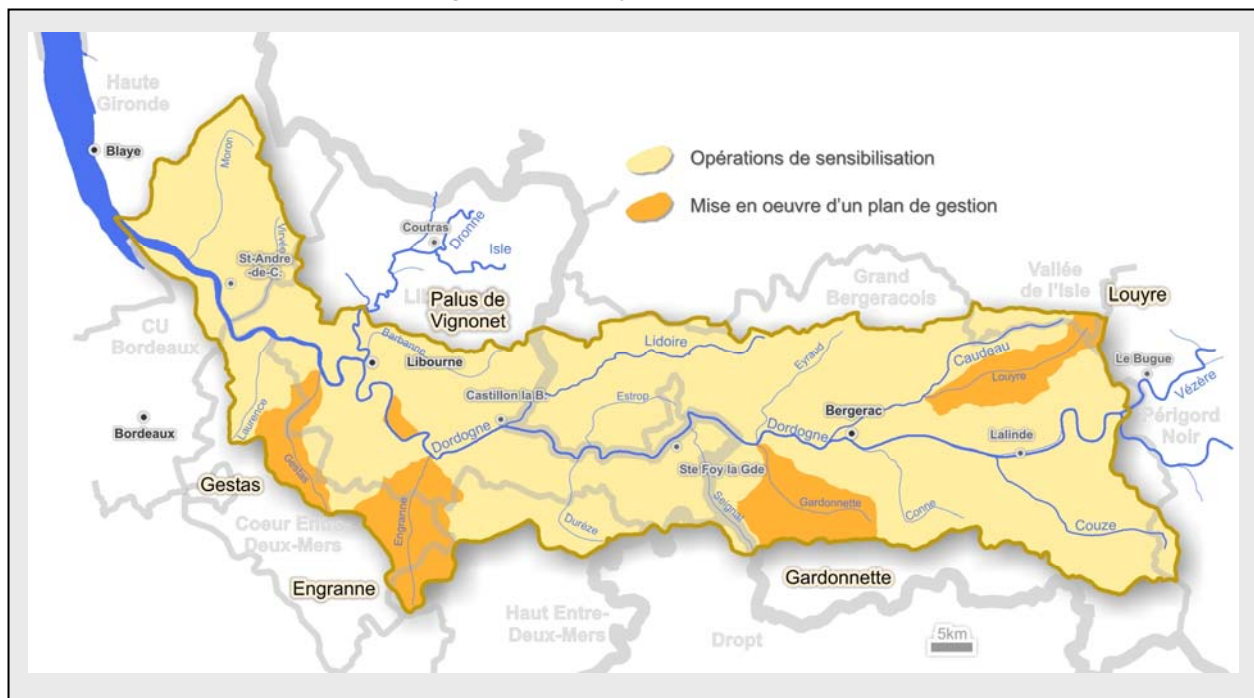 Haute
Gironde
Blaye
Moron
Virvée
St-Andre
-de-C.
Coutras
Dronne
Isle
Palus de
Vignonet
Opérations de sensibilisation
Mise en oeuvre d'un plan de gestion
Grand
Bergeracois
Vallée
de l'Isle
Louyre
CU
Bordeaux
Barbanne
Libourne
Lidoire
Eyraud
Caudeau
Louyre
Le Bugue
Vézère
Castillon la B.
Estrop
Bergerac
Périgord
Noir
Bordeaux
Laurence
Dordogne
Dordogne
Lalinde
Gestas
Gestas
Ste Foy la Gde
Engranne
Seignal
Gardonnette
Conne
Couze
Coeur Entre-
Deux-Mers
Durèze
Engranne
Gardonnette
Haut Entre-
Deux-Mers
Dropt
5km